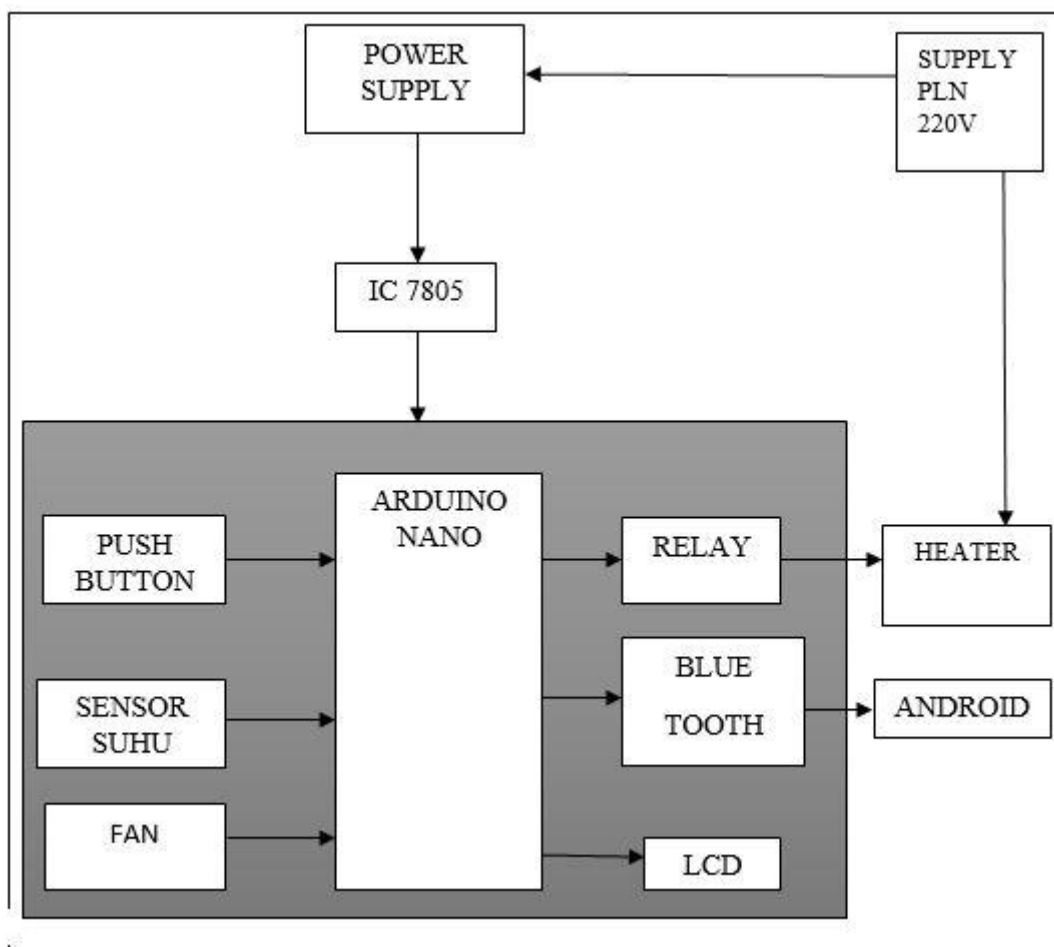 POWER
SUPPLY
SUPPLY
PLN
220V
IC 7805
PUSH
BUTTON
ARDUINO
NANO
RELAY
HEATER
SENSOR
SUHU
BLUE
TOOTH
ANDROID
FAN
LCD